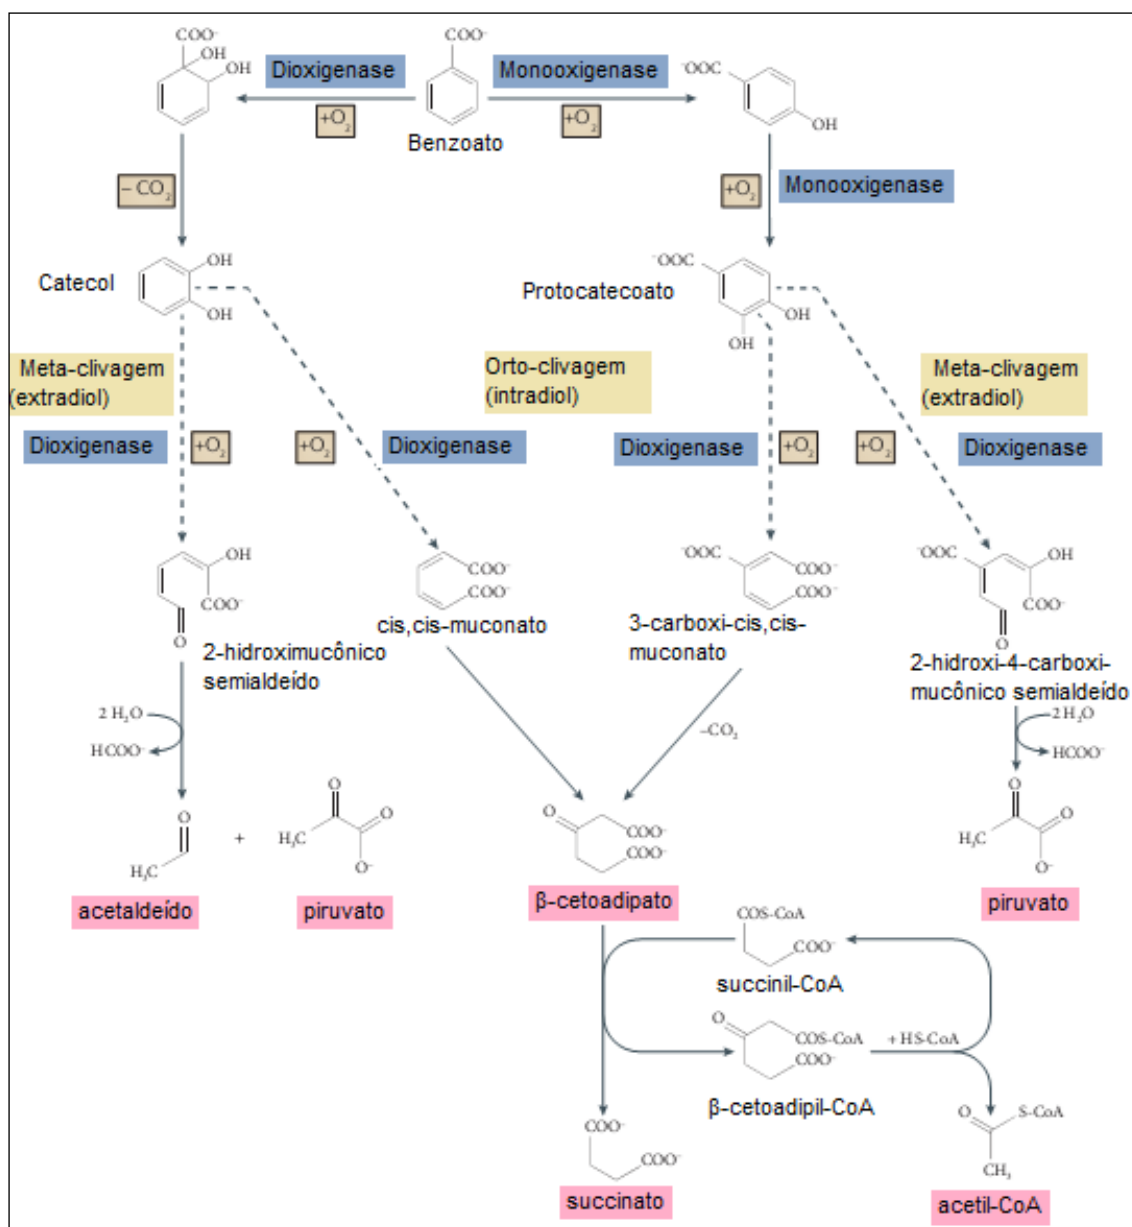 COO⁻
OH
OH
Dioxigenase
+O₂
COO⁻
Benzoato
Monooxigenase
+O₂
⁻OOC
OH
– CO₂
+O₂
Monooxigenase
Catecol
OH
OH
Protocatecoato
⁻OOC
OH
OH
Meta-clivagem
(extradiol)
Orto-clivagem
(intradiol)
Meta-clivagem
(extradiol)
Dioxigenase
+O₂
+O₂
Dioxigenase
Dioxigenase
+O₂
+O₂
Dioxigenase
OH
COO⁻
O
2-hidroximucônico
semialdeído
COO⁻
COO⁻
cis,cis-muconato
⁻OOC
COO⁻
COO⁻
3-carboxi-cis,cis-
muconato
⁻OOC
OH
COO⁻
O
2-hidroxi-4-carboxi-
mucônico semialdeído
2 H₂O
HCOO⁻
–CO₂
2 H₂O
HCOO⁻
O
H₃C
acetaldeído
+
O
O
H₃C
O⁻
piruvato
O
COO⁻
COO⁻
β-cetoadipato
O
O
H₃C
O⁻
piruvato
COS-CoA
COO⁻
succinil-CoA
O
COS-CoA
COO⁻
β-cetoadipil-CoA
+ HS-CoA
COO⁻
COO⁻
succinato
O
S-CoA
CH₃
acetil-CoA